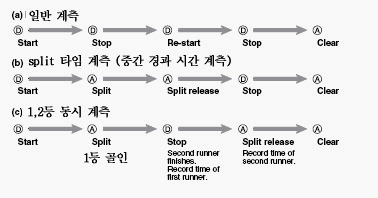 (a) 일반 계측
Ⓓ Ⓓ Ⓓ Ⓓ Ⓐ
Start Stop Re-start Stop Clear
(b) split 타임 계측 (중간 경과 시간 계측)
Ⓓ Ⓐ Ⓐ Ⓓ Ⓐ
Start Split Split release Stop Clear
(c) 1,2등 동시 계측
Ⓓ Ⓐ Ⓓ Ⓐ Ⓐ
Start Split Stop Split release Clear
1등 골인 Second runner Record time of
finishes. second runner.
Record time of
first runner.